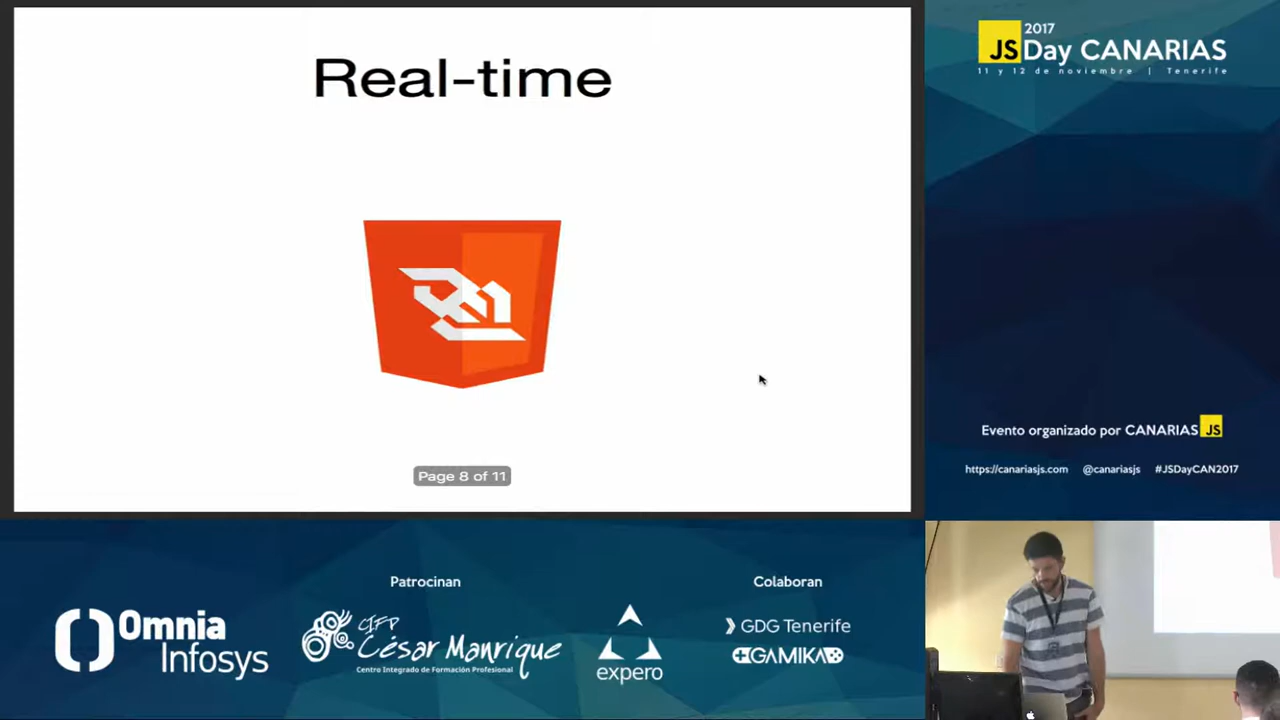 Real-time
Page 8 of 11
2017
JS Day CANARIAS
11 y 12 de noviembre | Tenerife
Evento organizado por CANARIAS JS
https://canariasjs.com @canariasjs #JSDayCAN2017
Patrocinan
Omnia
Infosys
CIFP
César Manrique
Centro Integrado de Formación Profesional
expero
Colaboran
GDG Tenerife
GAMIKA